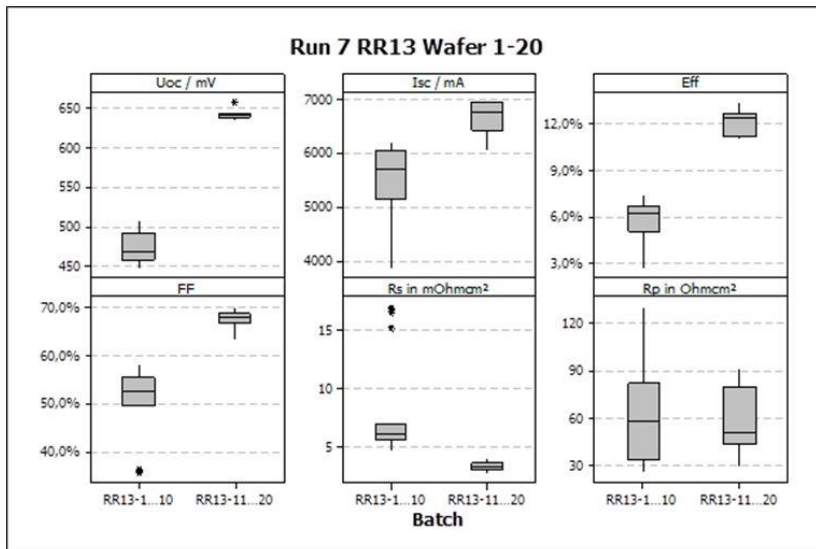 Run 7 RR13 Wafer 1-20
Uoc / mV
Isc / mA
Eff
650
600
550
500
450
7000
6000
5000
4000
12,0%
9,0%
6,0%
3,0%
FF
Rs in mOhmcm²
Rp in Ohmcm²
70,0%
60,0%
50,0%
40,0%
15
10
5
120
90
60
30
RR13-1...10 RR13-11...20
RR13-1...10 RR13-11...20
RR13-1...10 RR13-11...20
Batch